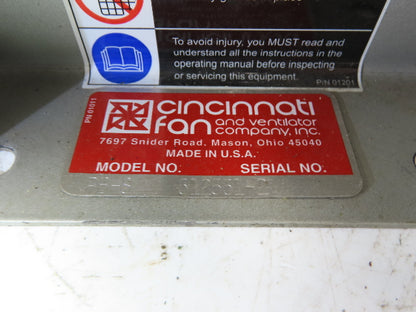 To avoid injury, you MUST read and
understand all the instructions in the
operating manual before inspecting
or servicing this equipment.
P/N 01201
PN 01011
cincinnati
fan and ventilator
company, inc.
7697 Snider Road, Mason, Ohio 45040
MADE IN U.S.A.
MODEL NO. SERIAL NO.